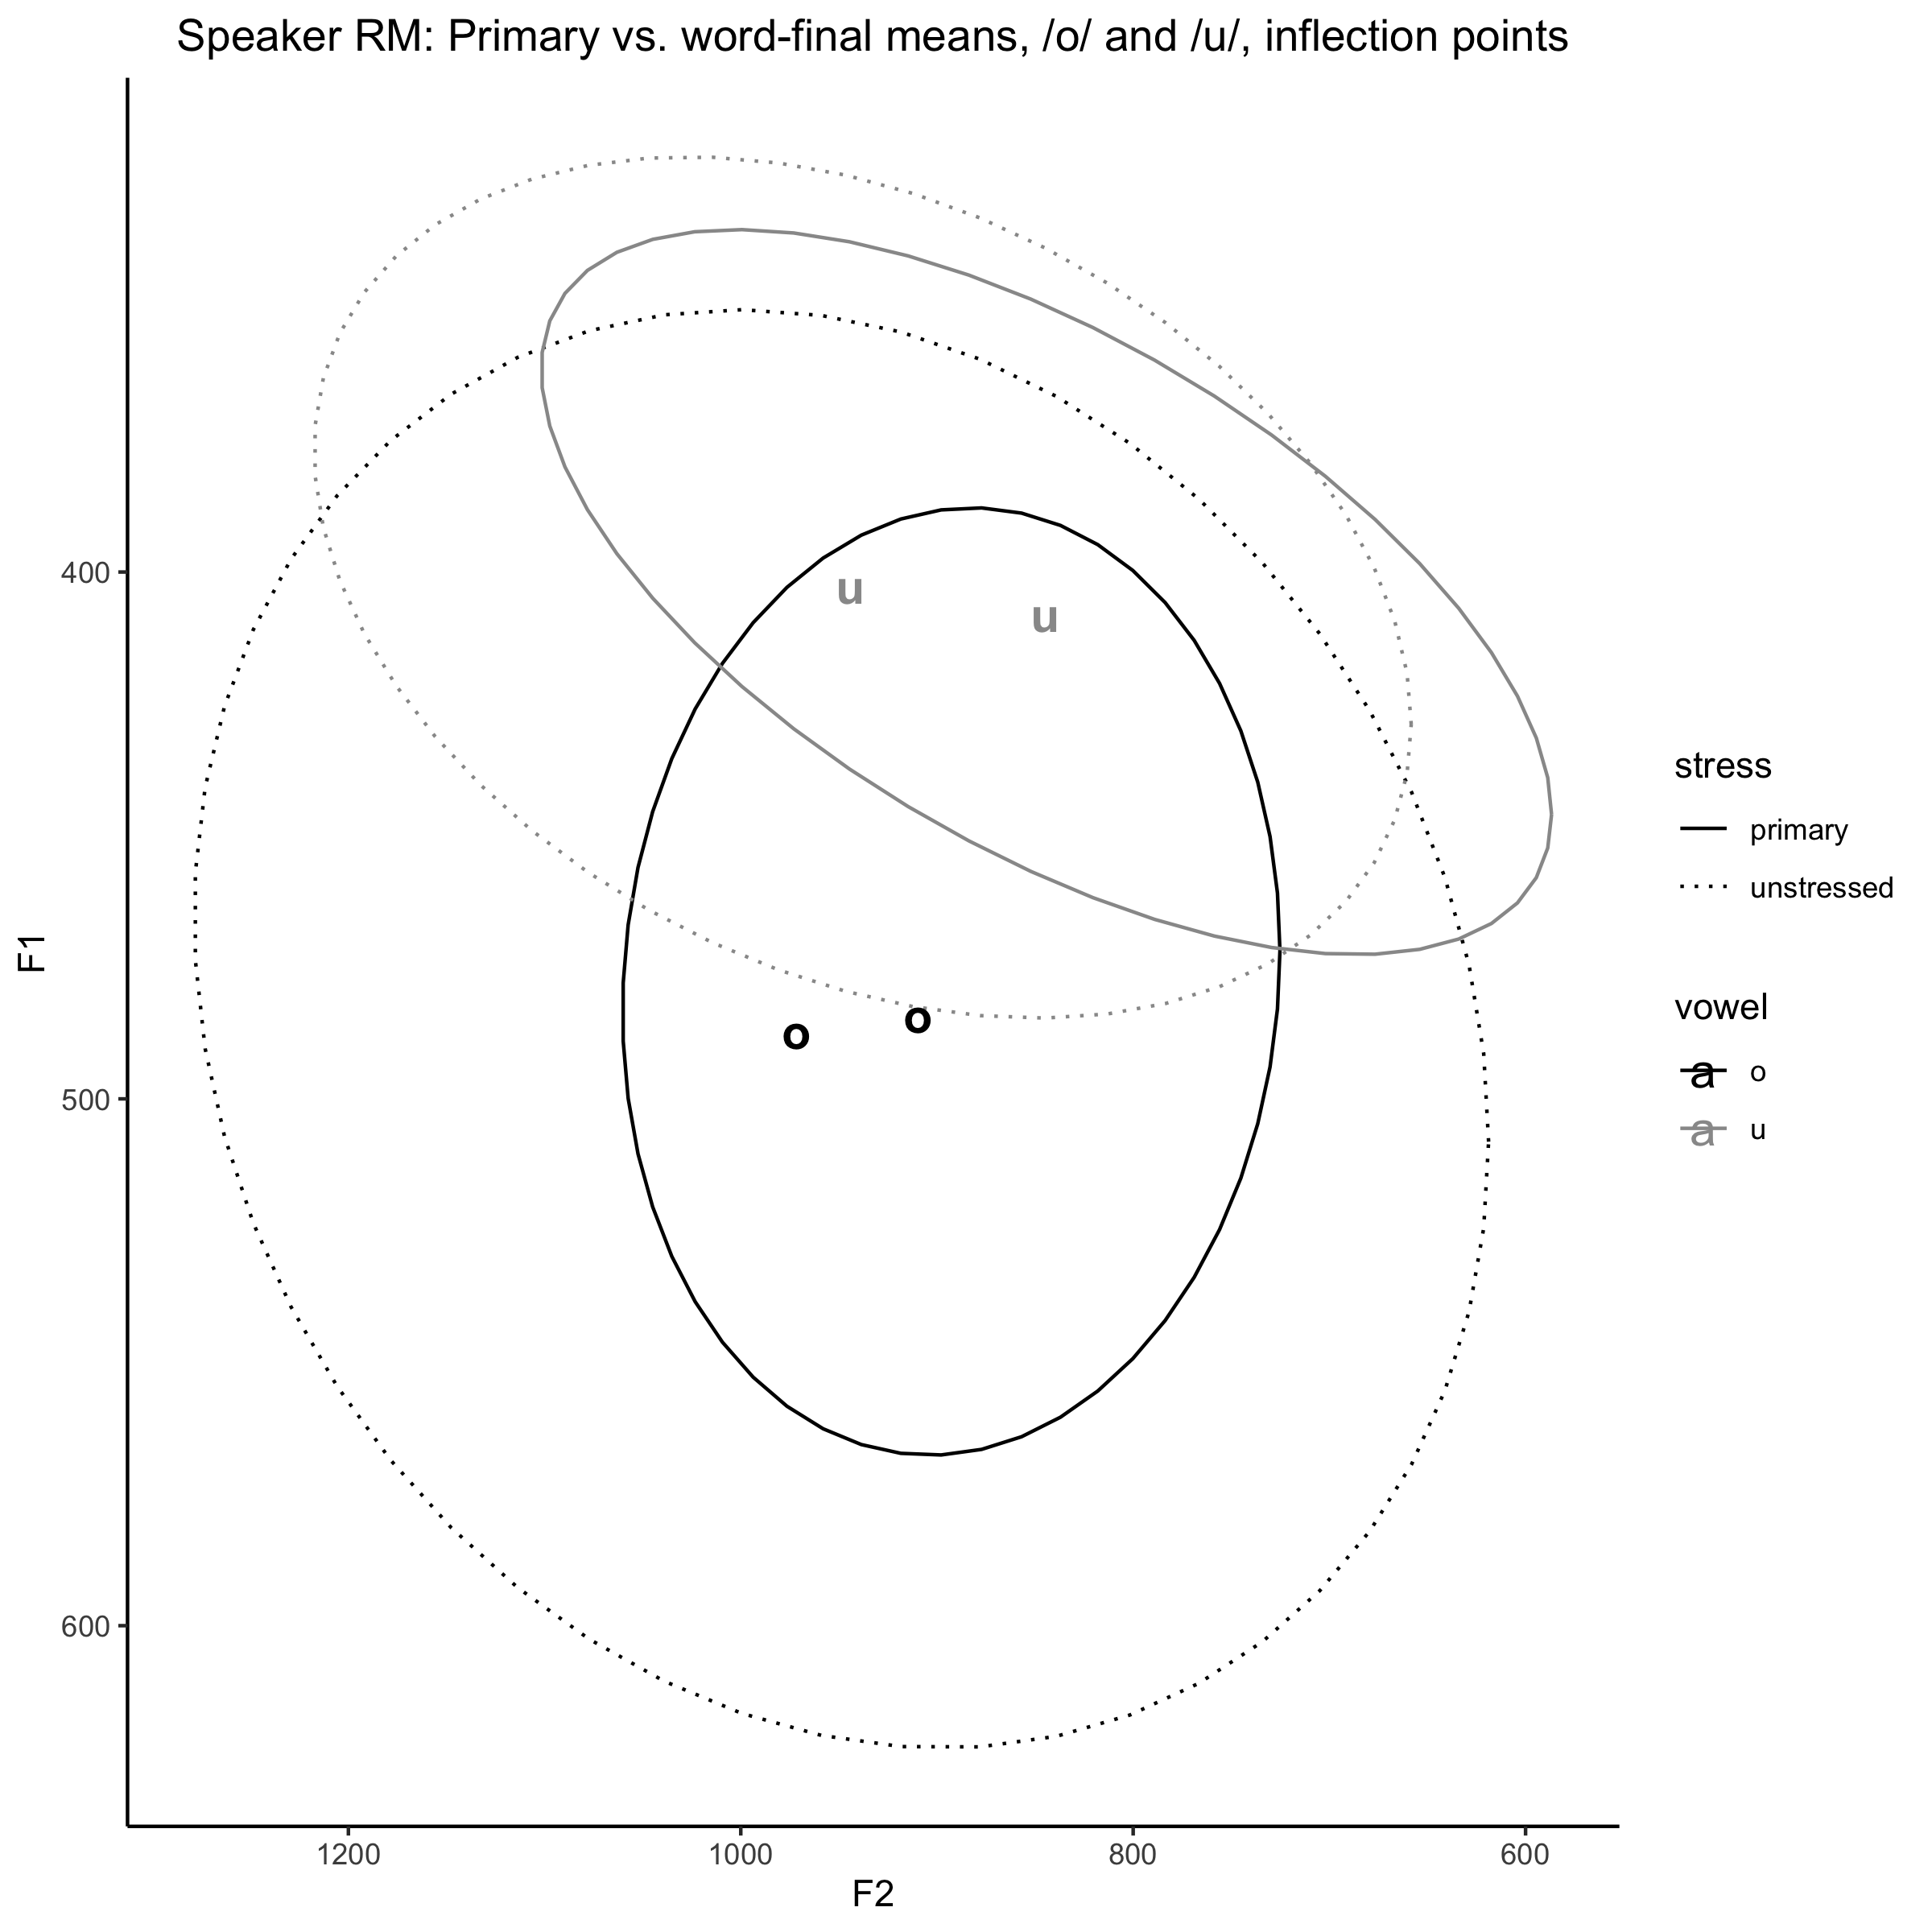 Speaker RM: Primary vs. word-final means, /o/ and /u/, inflection points
u
u
400
F1
o
o
500
600
1200 1000 800 600
F2
stress
primary
unstressed
vowel
a o
a u